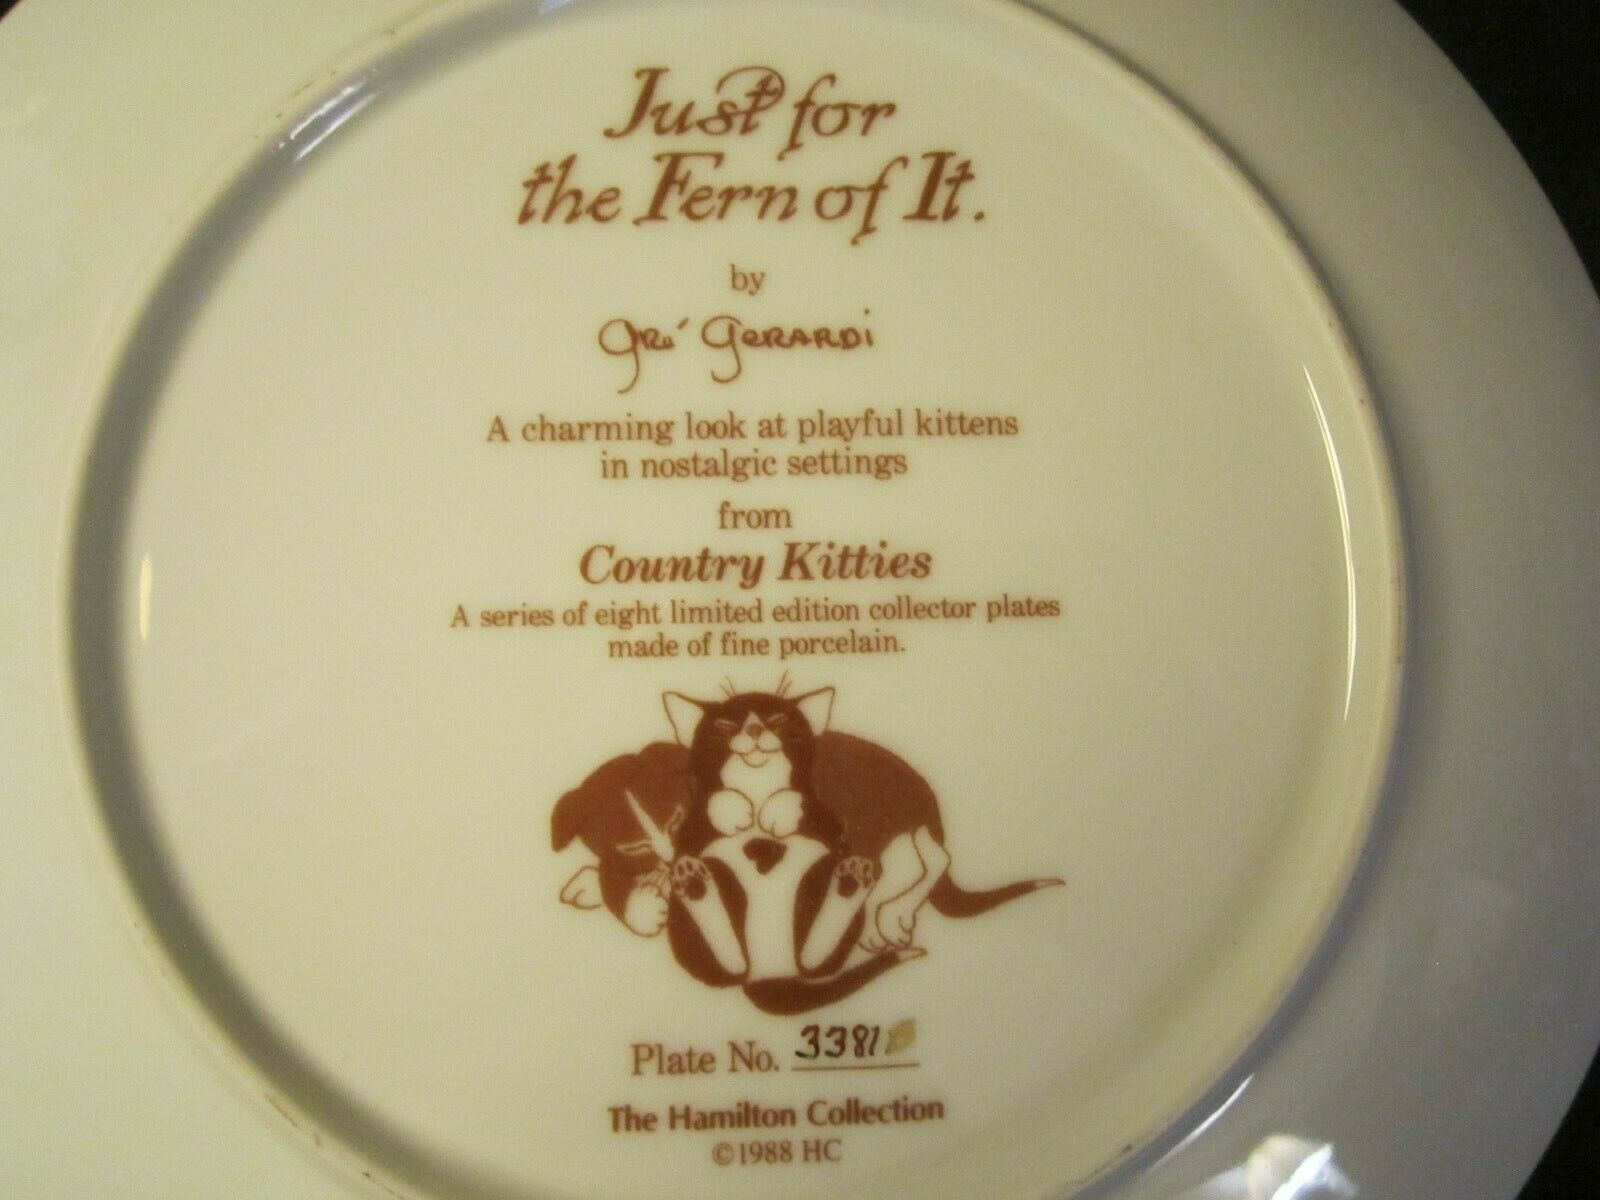 Just for
the Fern of It.
by
Gré Gerardi
A charming look at playful kittens
in nostalgic settings
from
Country Kitties
A series of eight limited edition collector plates
made of fine porcelain.
Plate No. 3381
The Hamilton Collection
©1988 HC